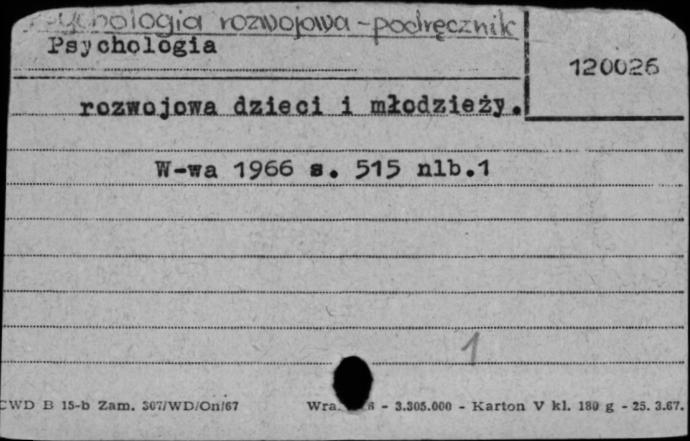 Psychologia rozwojowa - podręcznik
Psychologia
120026
rozwojowa dzieci i młodzieży.
W-wa 1966 s. 515 nlb.1
1
CWD B 15-b Zam. 307/WD/On/67 - 3.305.000 - Karton V kl. 180 g - 25. 3.67.